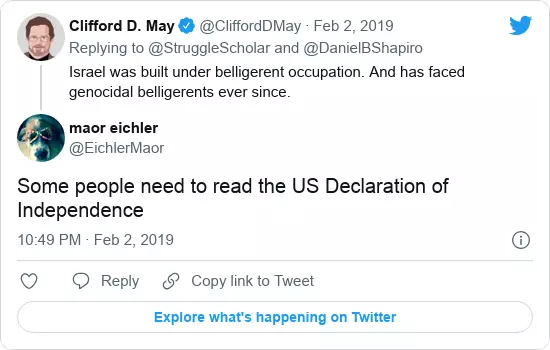 Clifford D. May @CliffordDMay · Feb 2, 2019
Replying to @StruggleScholar and @DanielBShapiro
Israel was built under belligerent occupation. And has faced
genocidal belligerents ever since.
maor eichler
@EichlerMaor
Some people need to read the US Declaration of
Independence
10:49 PM · Feb 2, 2019
Reply Copy link to Tweet
Explore what's happening on Twitter